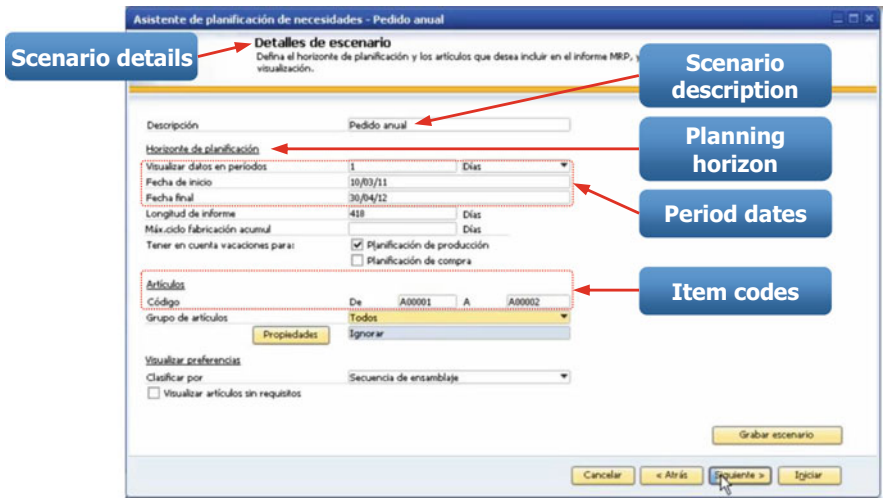 Asistente de planificación de necesidades - Pedido anual
Scenario details
Detalles de escenario
Defina el horizonte de planificación y los artículos que desea incluir en el informe MRP, y
visualización.
Scenario
description
Descripción Pedido anual
Planning
horizon
Horizonte de planificación
Visualizar datos en períodos 1 Días
Fecha de inicio 10/03/11
Fecha final 30/04/12
Period dates
Longitud de informe 418 Días
Máx.ciclo fabricación acumul Días
Tener en cuenta vacaciones para: Planificación de producción
Planificación de compra
Artículos
Item codes
Código De A00001 A A00002
Grupo de artículos Todos
Propiedades Ignorar
Visualizar preferencias
Clasificar por Secuencia de ensamblaje
Visualizar artículos sin requisitos
Grabar escenario
Cancelar < Atrás Siguiente > Iniciar